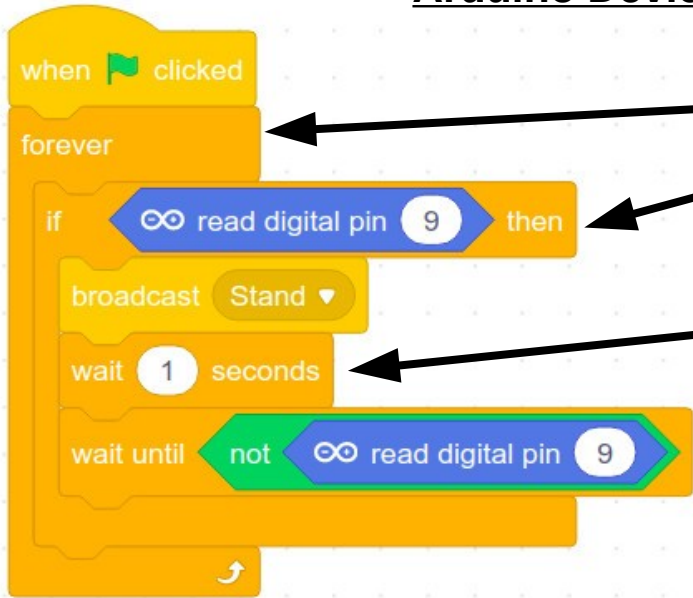 when clicked
forever
if read digital pin 9 then
broadcast Stand
wait 1 seconds
wait until not read digital pin 9